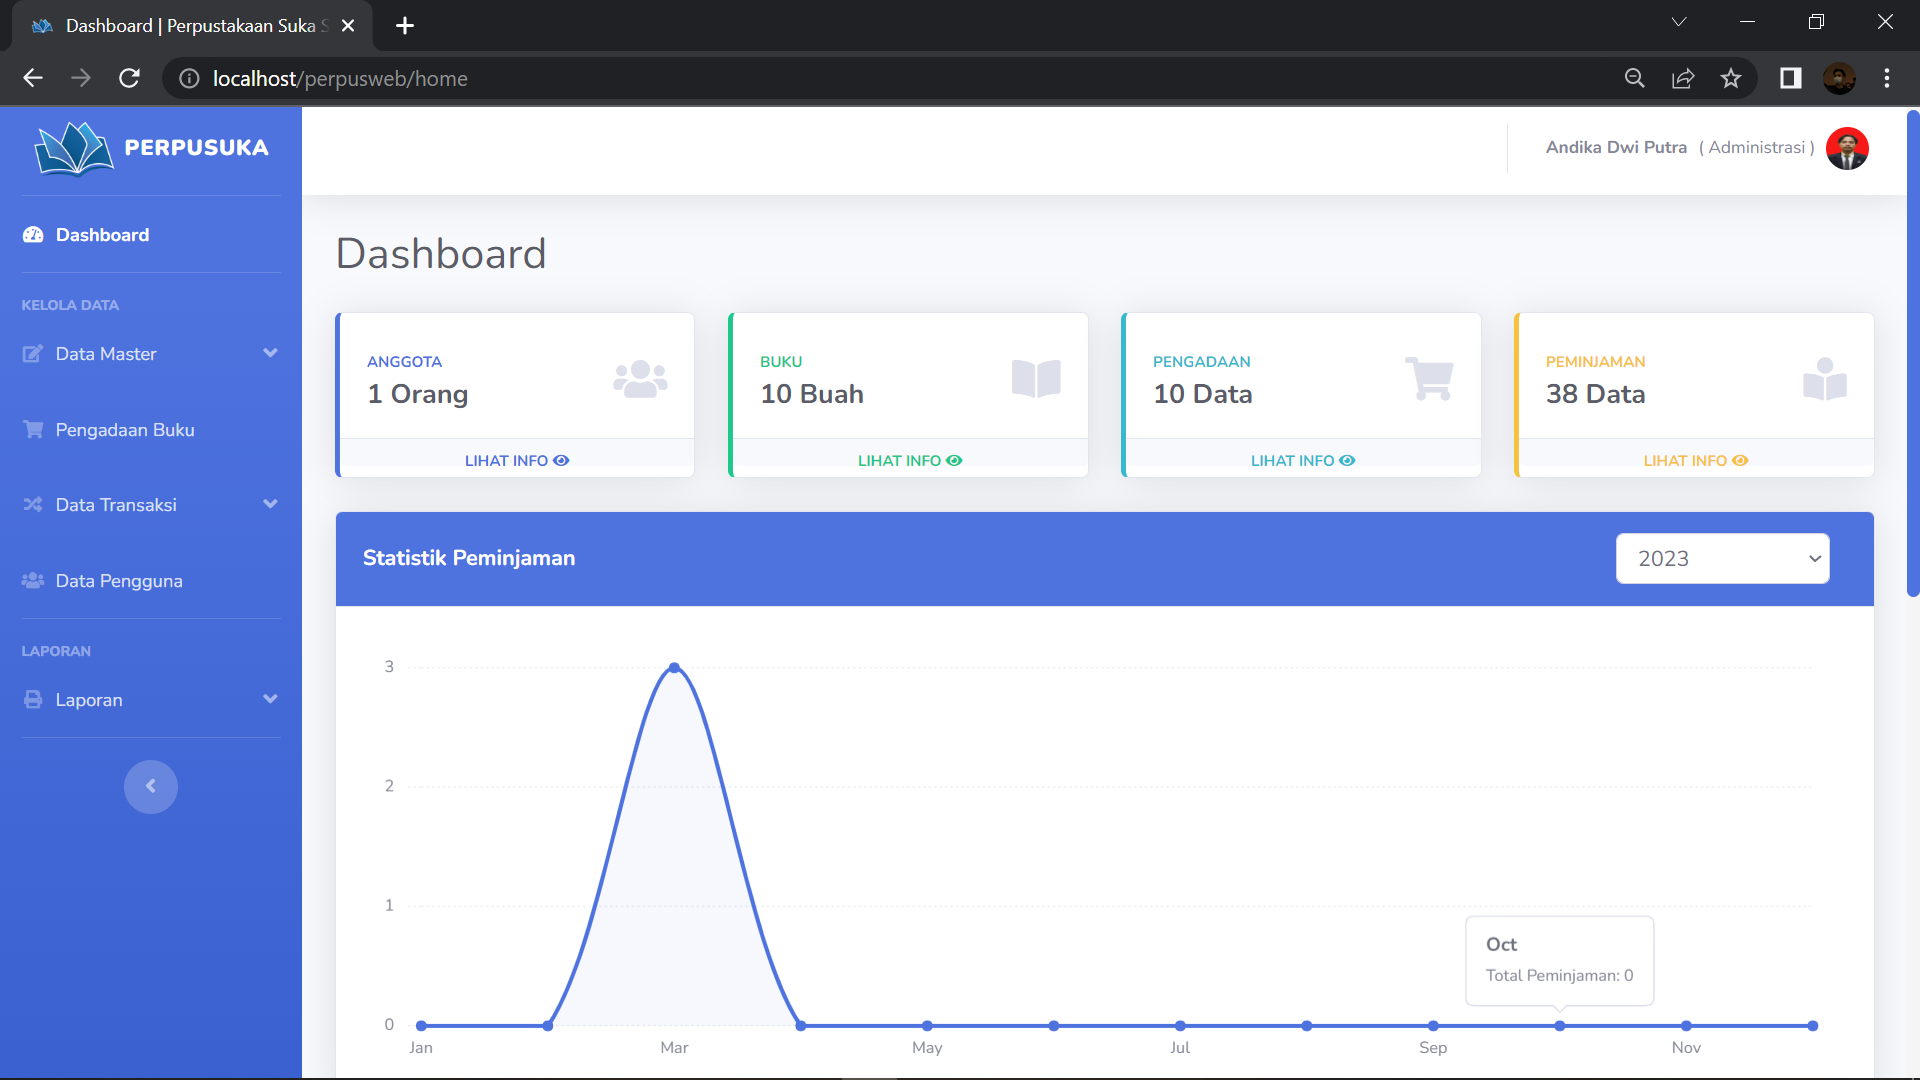 Dashboard | Perpustakaan Suka
localhost/perpusweb/home
PERPUSUKA
Andika Dwi Putra ( Administrasi )
Dashboard
KELOLA DATA
Data Master
Pengadaan Buku
Data Transaksi
Data Pengguna
LAPORAN
Laporan
Dashboard
ANGGOTA
1 Orang
LIHAT INFO
BUKU
10 Buah
LIHAT INFO
PENGADAAN
10 Data
LIHAT INFO
PEMINJAMAN
38 Data
LIHAT INFO
Statistik Peminjaman
2023
3
2
1
0
Oct
Total Peminjaman: 0
Jan Mar May Jul Sep Nov